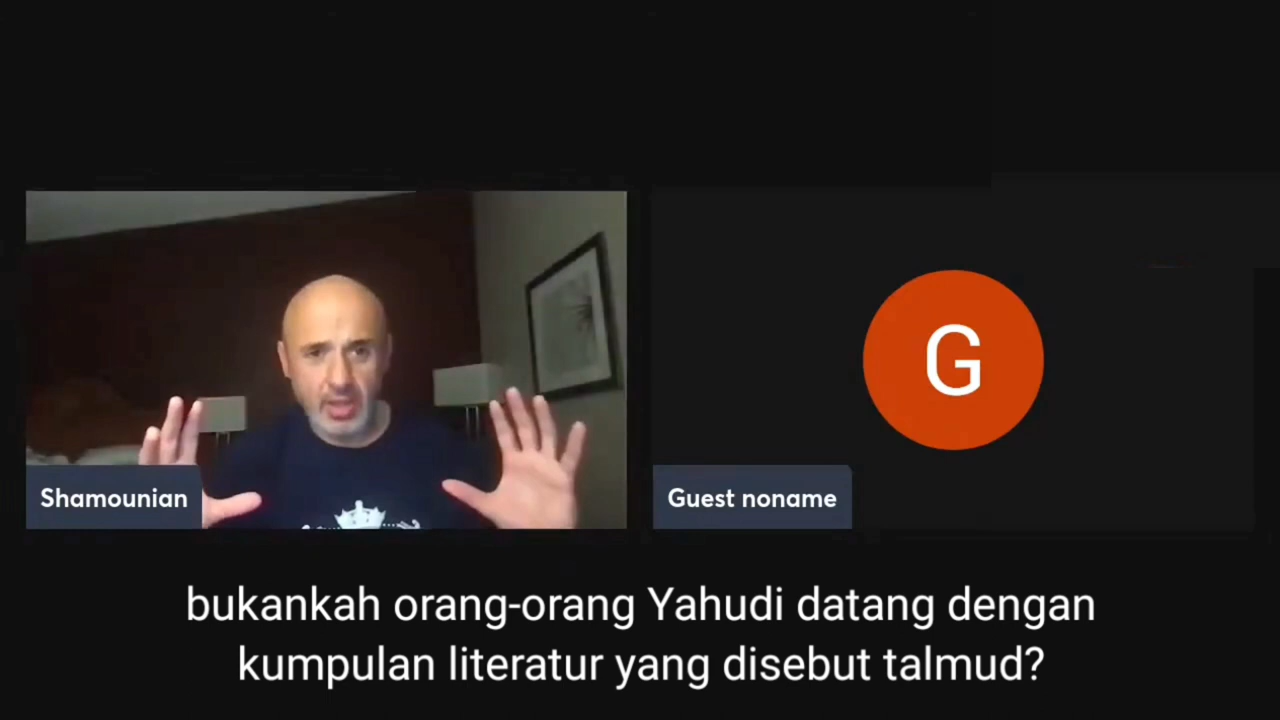 G
Shamounian
Guest noname
bukankah orang-orang Yahudi datang dengan
kumpulan literatur yang disebut talmud?